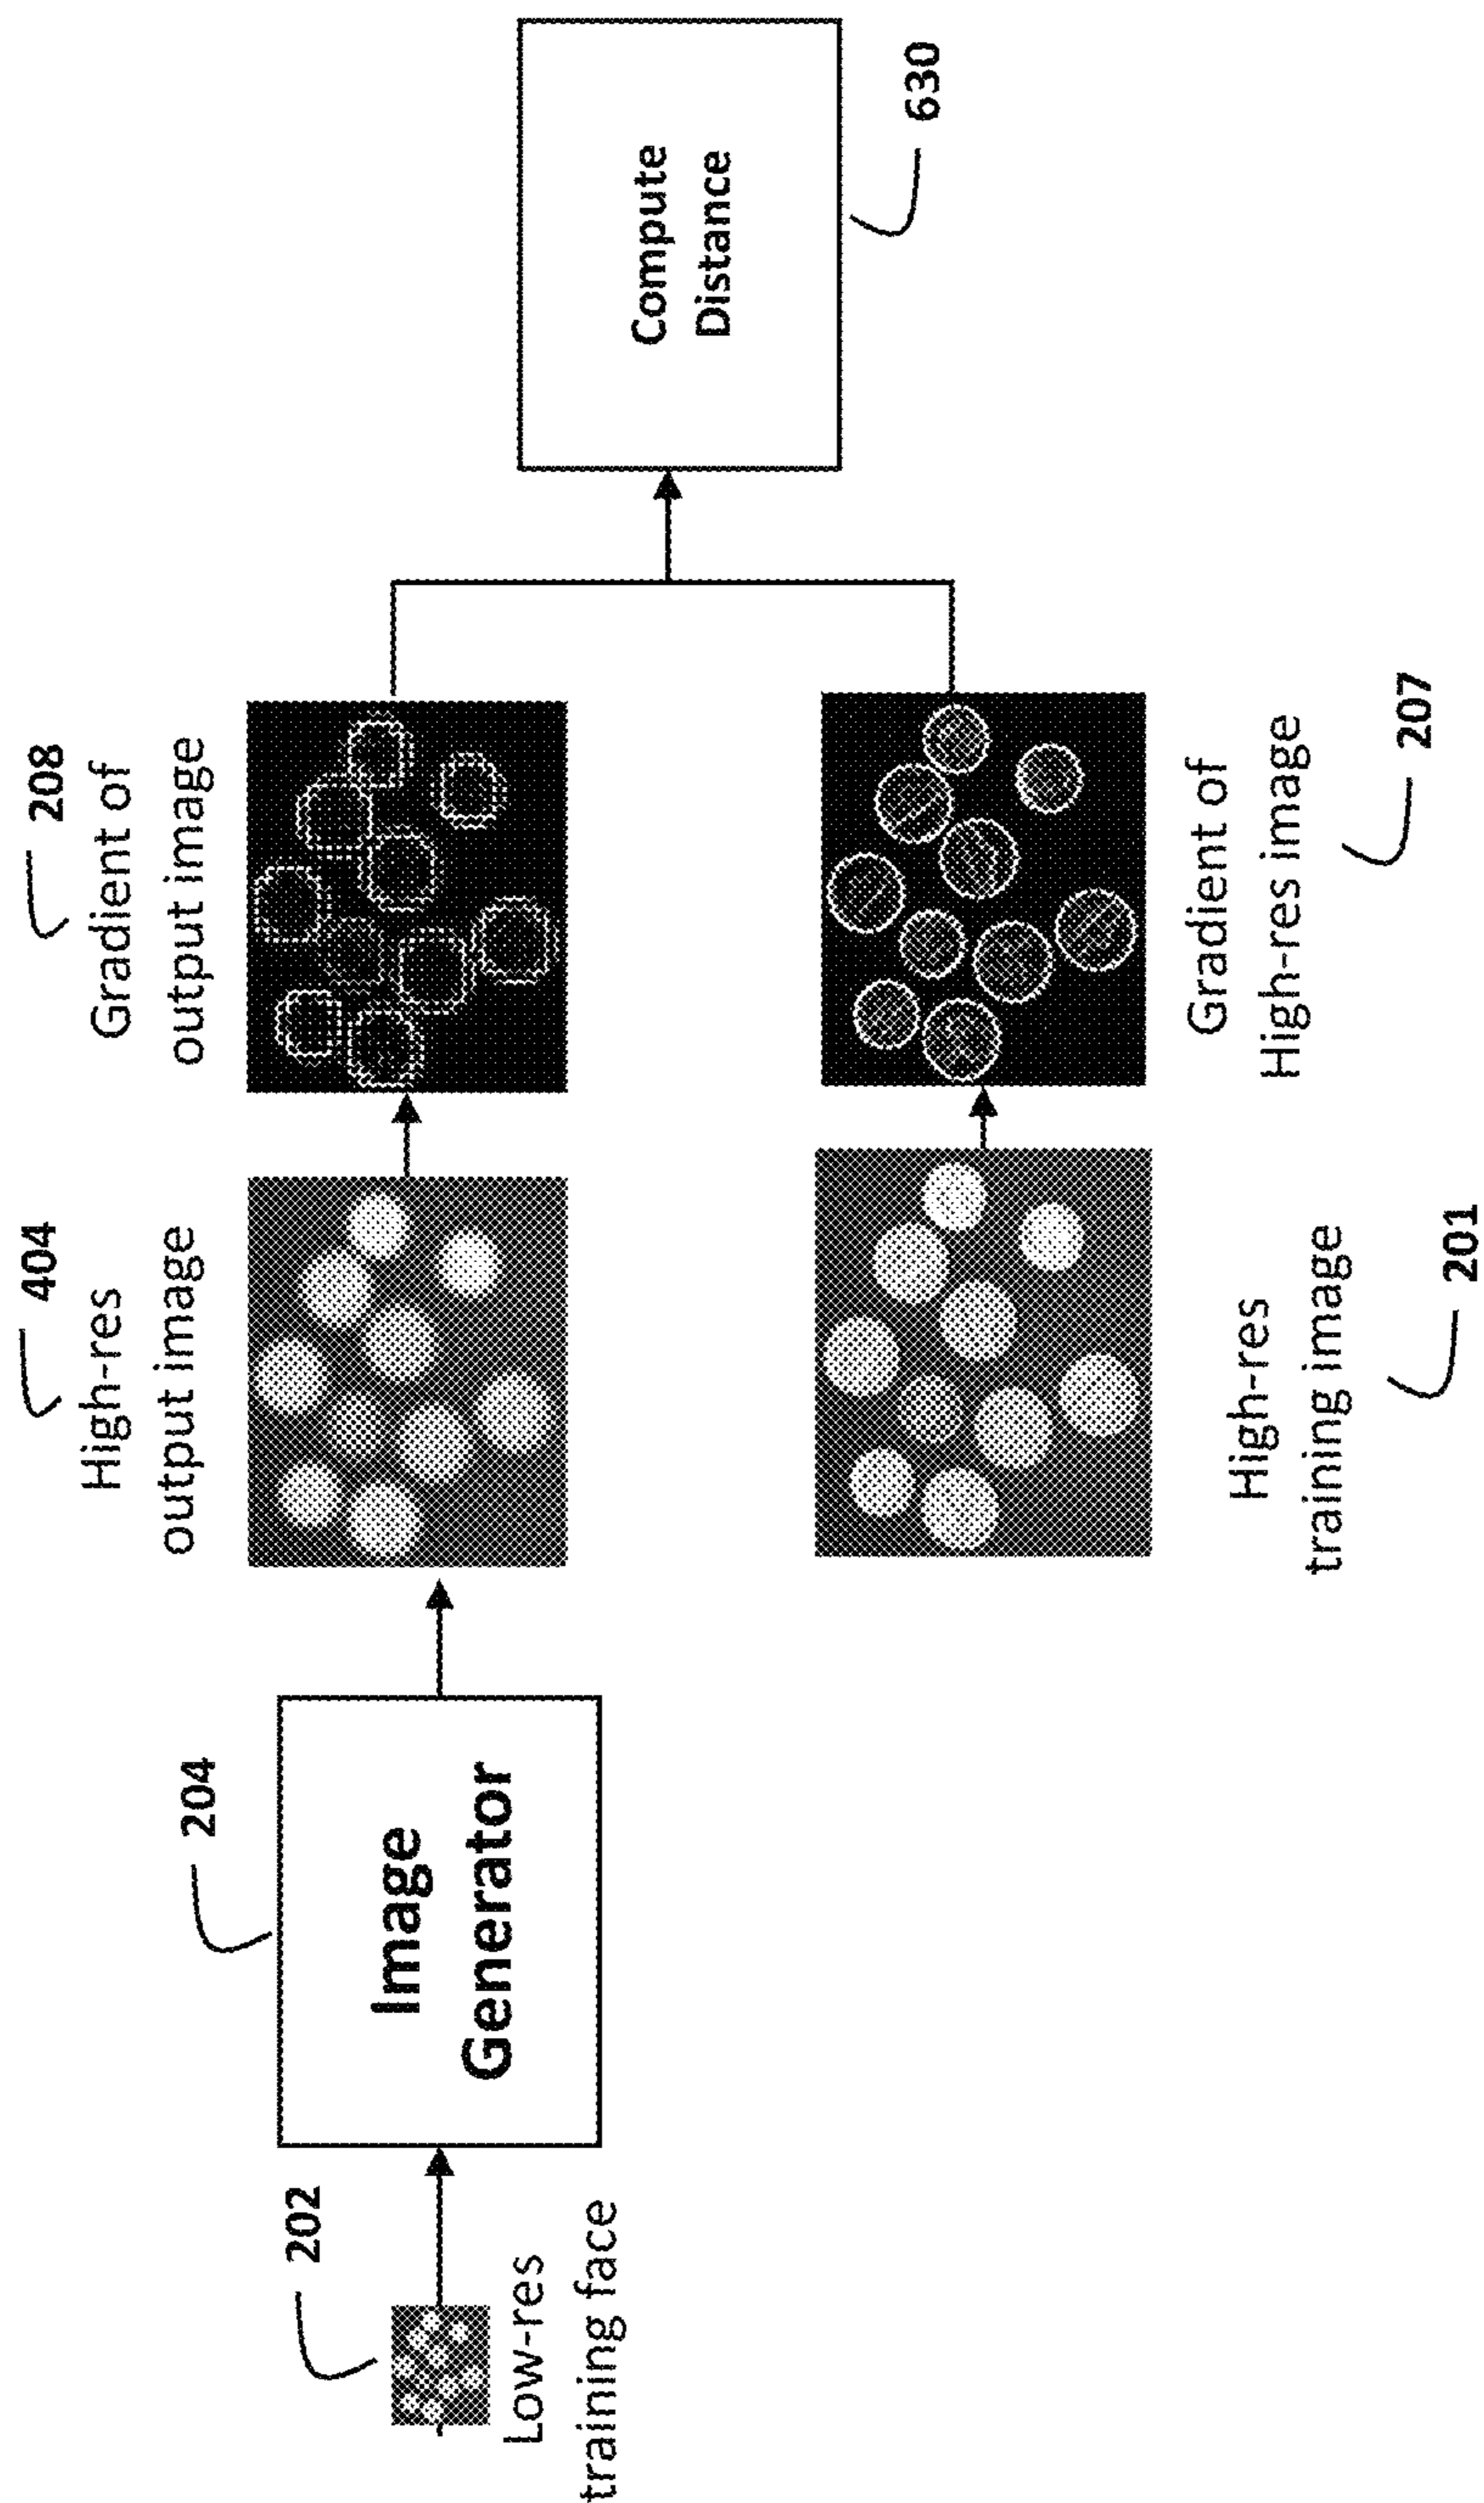 202
Low-res
training face
204
Image
Generator
404
High-res
output image
208
Gradient of
output image
High-res
training image
201
Gradient of
High-res image
207
Compute
Distance
630